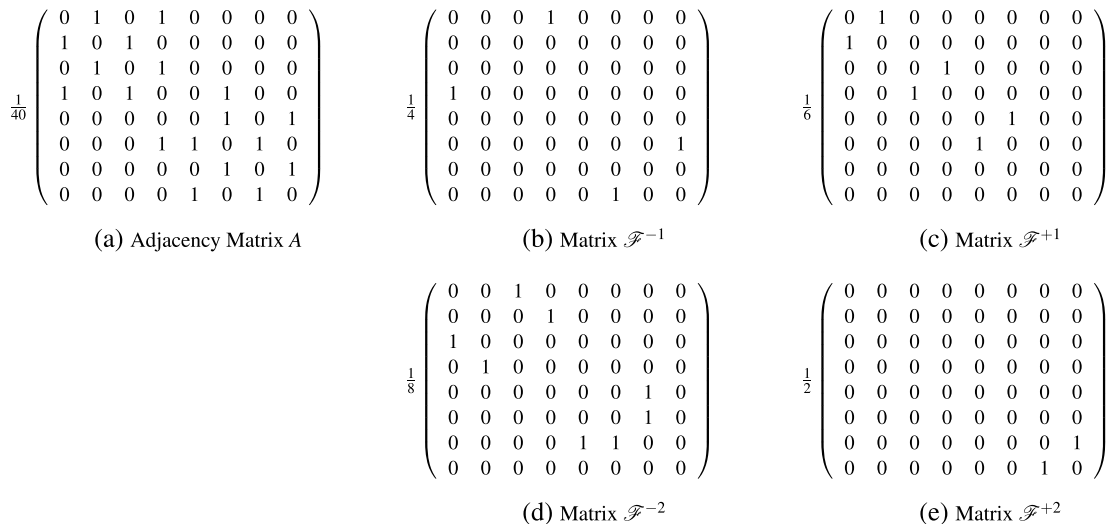 1/40
0 1 0 1 0 0 0 0
1 0 1 0 0 0 0 0
0 1 0 1 0 0 0 0
1 0 1 0 0 1 0 0
0 0 0 0 0 1 0 1
0 0 0 1 1 0 1 0
0 0 0 0 0 1 0 1
0 0 0 0 1 0 1 0
(a) Adjacency Matrix A
1/4
0 0 0 1 0 0 0 0
0 0 0 0 0 0 0 0
0 0 0 0 0 0 0 0
1 0 0 0 0 0 0 0
0 0 0 0 0 0 0 0
0 0 0 0 0 0 0 1
0 0 0 0 0 0 0 0
0 0 0 0 0 1 0 0
(b) Matrix ℱ⁻¹
1/6
0 1 0 0 0 0 0 0
1 0 0 0 0 0 0 0
0 0 0 1 0 0 0 0
0 0 1 0 0 0 0 0
0 0 0 0 0 1 0 0
0 0 0 0 1 0 0 0
0 0 0 0 0 0 0 0
0 0 0 0 0 0 0 0
(c) Matrix ℱ⁺¹
1/8
0 0 1 0 0 0 0 0
0 0 0 1 0 0 0 0
1 0 0 0 0 0 0 0
0 1 0 0 0 0 0 0
0 0 0 0 0 0 1 0
0 0 0 0 0 0 1 0
0 0 0 0 1 1 0 0
0 0 0 0 0 0 0 0
(d) Matrix ℱ⁻²
1/2
0 0 0 0 0 0 0 0
0 0 0 0 0 0 0 0
0 0 0 0 0 0 0 0
0 0 0 0 0 0 0 0
0 0 0 0 0 0 0 0
0 0 0 0 0 0 0 0
0 0 0 0 0 0 0 1
0 0 0 0 0 0 1 0
(e) Matrix ℱ⁺²